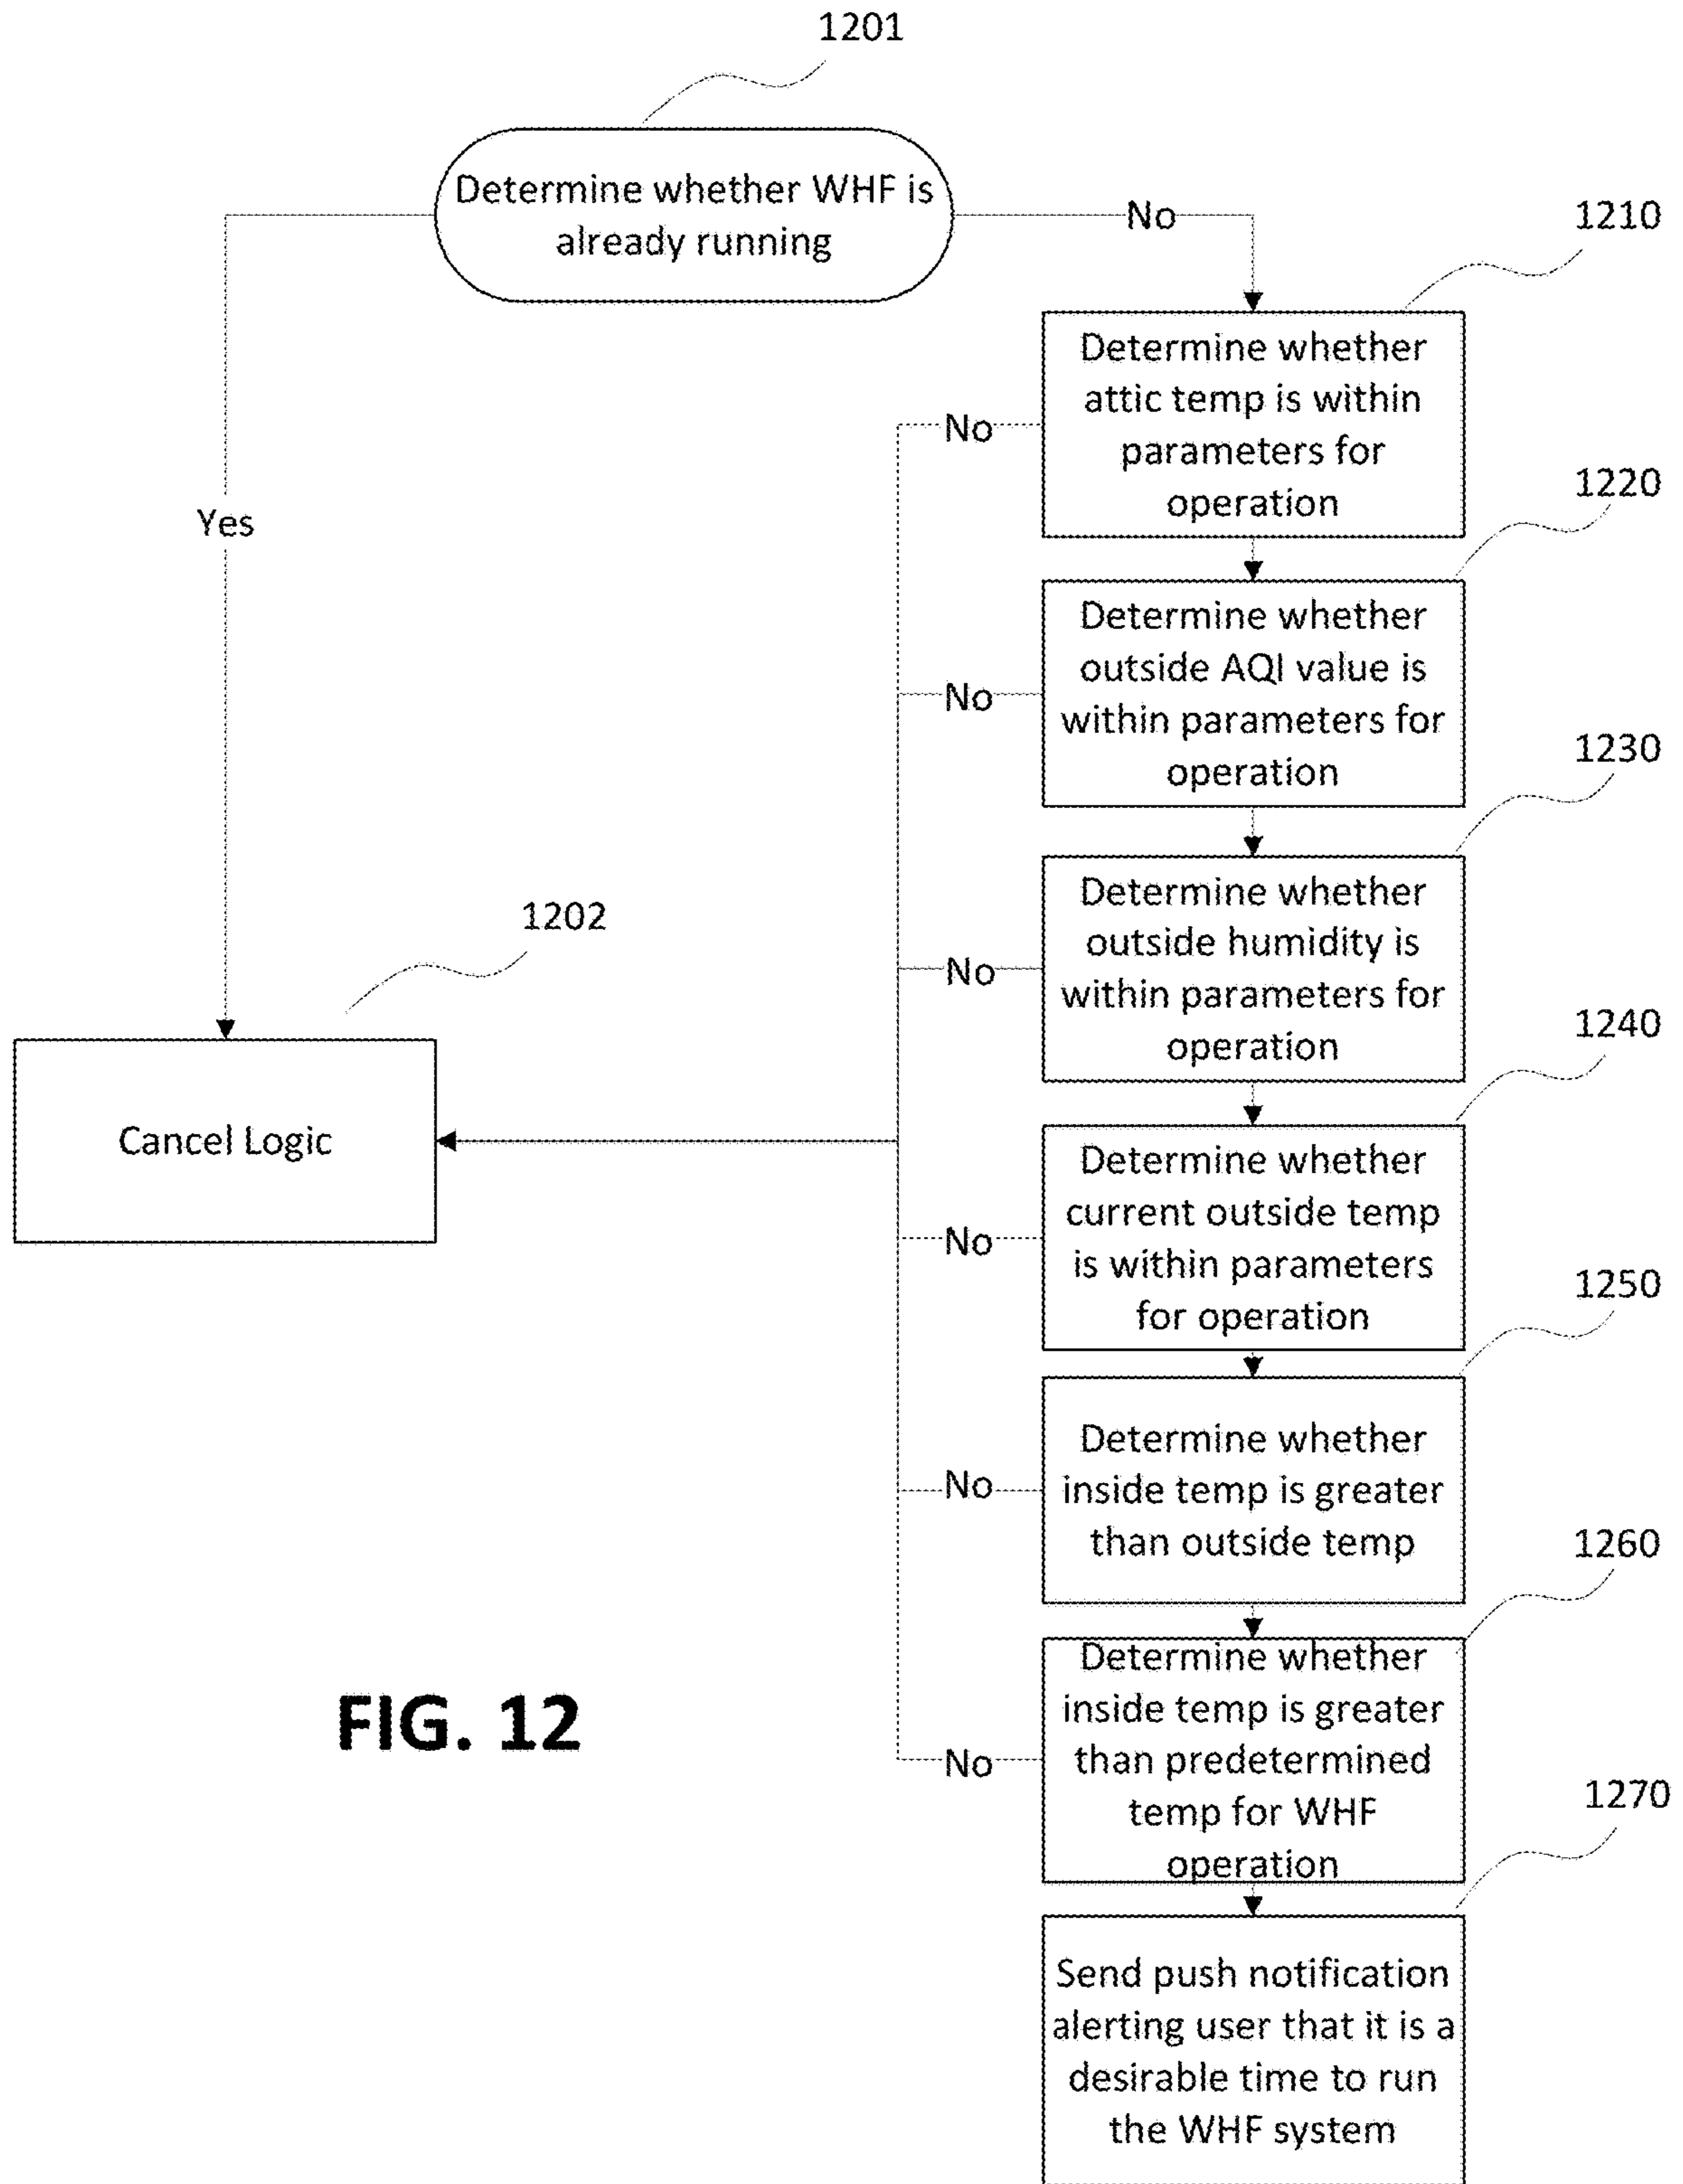 1201
Determine whether WHF is
already running
No
1210
Determine whether
attic temp is within
parameters for
operation
No
1220
Yes
Determine whether
outside AQI value is
within parameters for
operation
No
1230
Determine whether
outside humidity is
within parameters for
operation
No
1202
Cancel Logic
1240
Determine whether
current outside temp
is within parameters
for operation
No
1250
Determine whether
inside temp is greater
than outside temp
No
1260
Determine whether
inside temp is greater
than predetermined
temp for WHF
operation
No
FIG. 12
1270
Send push notification
alerting user that it is a
desirable time to run
the WHF system